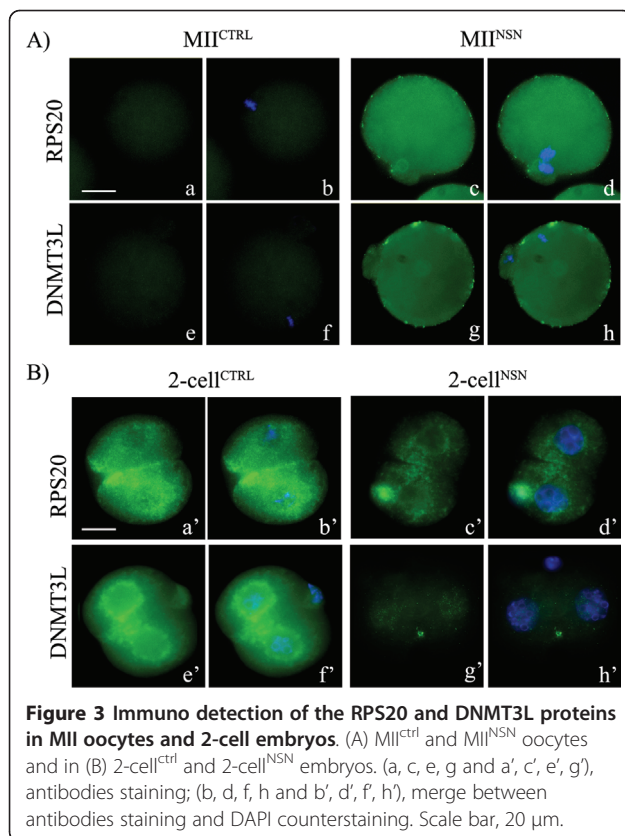 A)
MII^CTRL MII^NSN
RPS20
a b c d
DNMT3L
e f g h
B)
2-cell^CTRL 2-cell^NSN
RPS20
a’ b’ c’ d’
DNMT3L
e’ f’ g’ h’
Figure 3 Immuno detection of the RPS20 and DNMT3L proteins
in MII oocytes and 2-cell embryos. (A) MII^ctrl and MII^NSN oocytes
and in (B) 2-cell^ctrl and 2-cell^NSN embryos. (a, c, e, g and a’, c’, e’, g’),
antibodies staining; (b, d, f, h and b’, d’, f’, h’), merge between
antibodies staining and DAPI counterstaining. Scale bar, 20 μm.